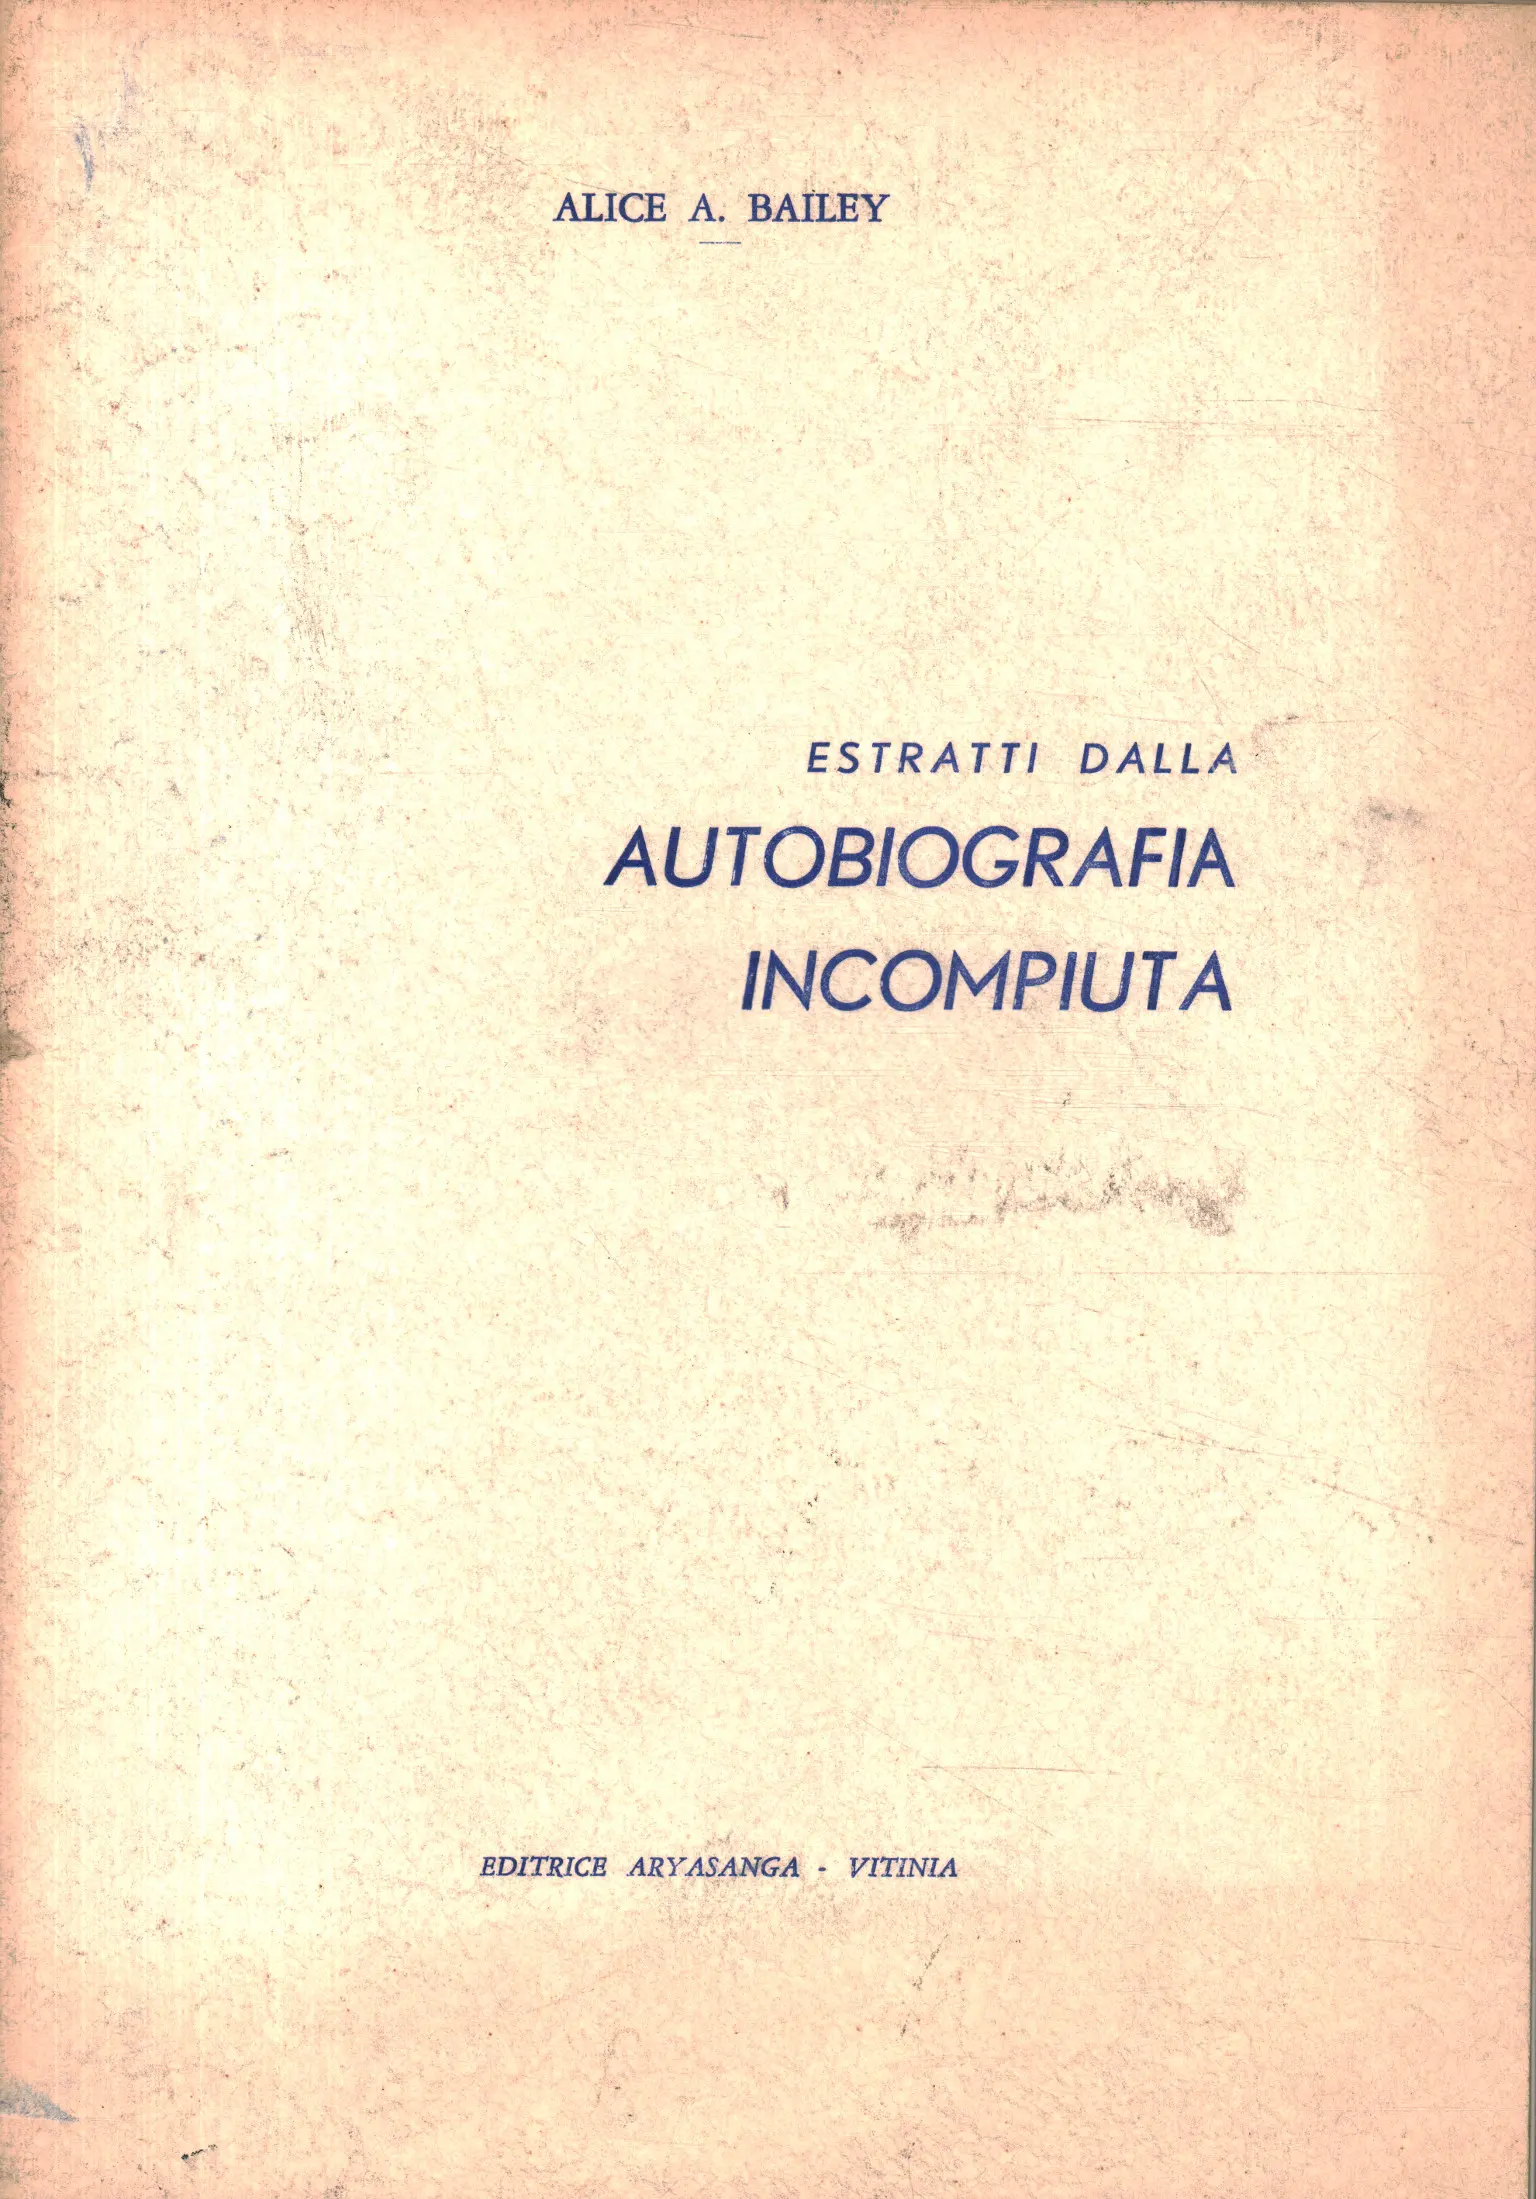 ALICE A. BAILEY
ESTRATTI DALLA
AUTOBIOGRAFIA
INCOMPIUTA
EDITRICE ARYASANGA - VITINIA